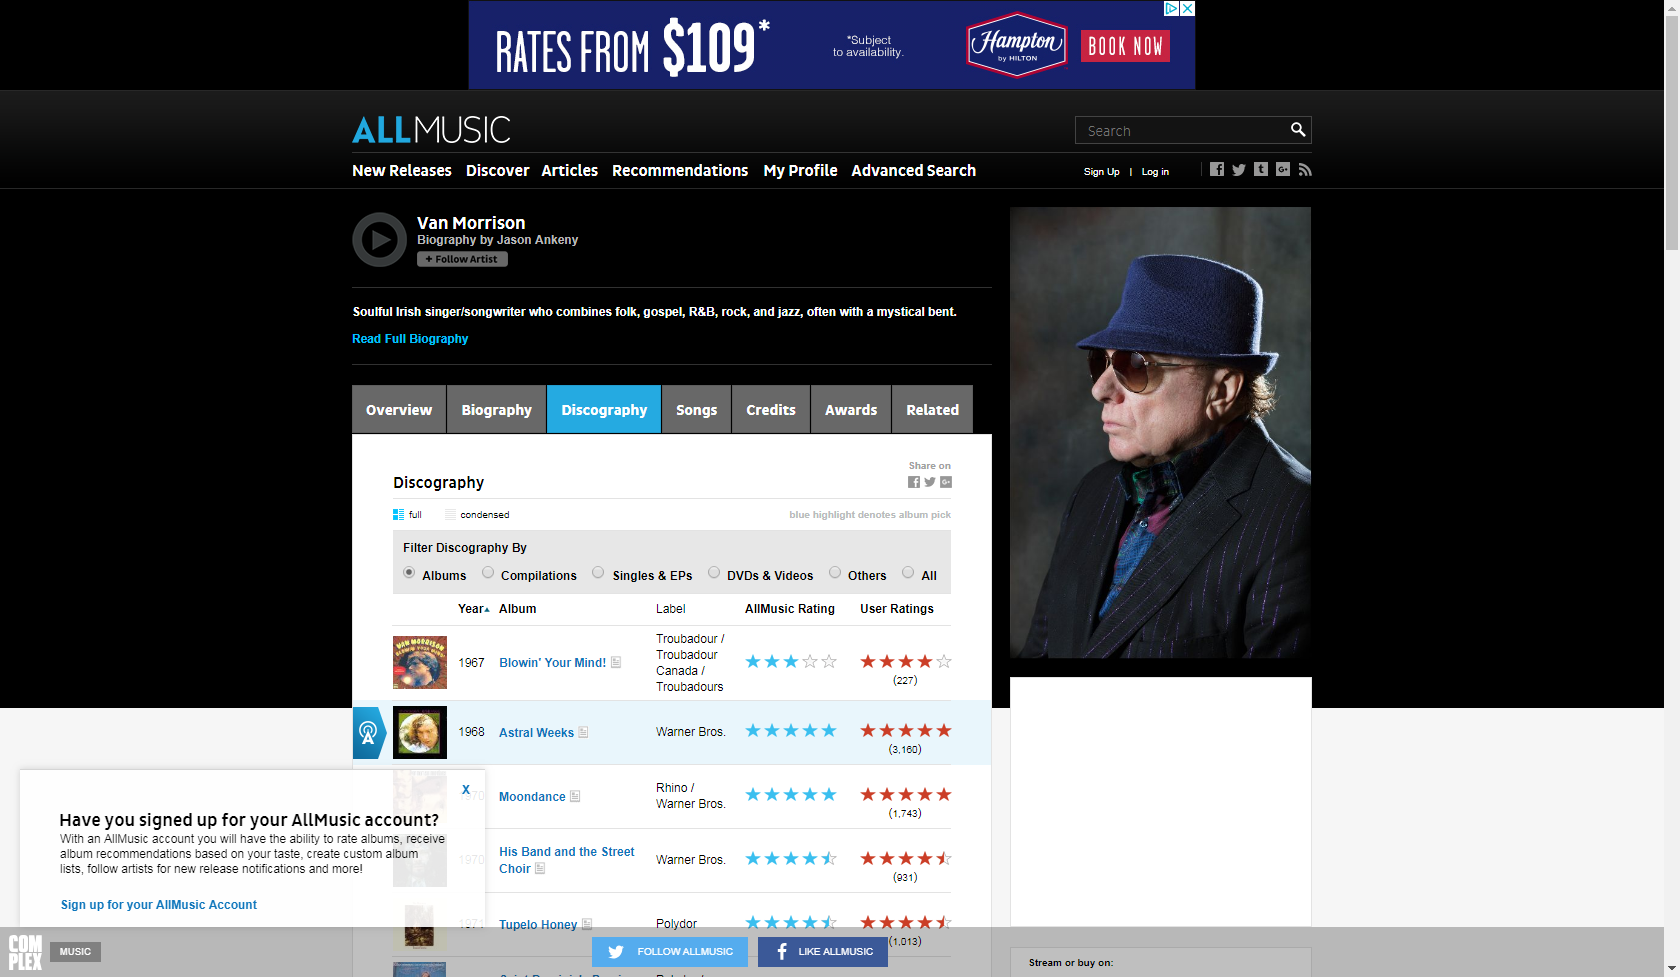 RATES FROM $109*
*Subject
to availability.
Hampton
by HILTON
BOOK NOW
ALLMUSIC
Search
New Releases Discover Articles Recommendations My Profile Advanced Search
Sign Up | Log in
Van Morrison
Biography by Jason Ankeny
+ Follow Artist
Soulful Irish singer/songwriter who combines folk, gospel, R&B, rock, and jazz, often with a mystical bent.
Read Full Biography
Overview Biography Discography Songs Credits Awards Related
Share on
Discography
full condensed blue highlight denotes album pick
Filter Discography By
Albums Compilations Singles & EPs DVDs & Videos Others All
Year Album Label AllMusic Rating User Ratings
VAN MORRISON
BLOWIN' YOUR MIND!
1967 Blowin' Your Mind!
Troubadour /
Troubadour
Canada /
Troubadours
(227)
1968 Astral Weeks Warner Bros.
(3,160)
1970 Moondance
Rhino /
Warner Bros.
(1,743)
1970 His Band and the Street
Choir
Warner Bros.
(931)
1971 Tupelo Honey Polydor
(1,013)
X
Have you signed up for your AllMusic account?
With an AllMusic account you will have the ability to rate albums, receive
album recommendations based on your taste, create custom album
lists, follow artists for new release notifications and more!
Sign up for your AllMusic Account
COMPLEX
MUSIC
FOLLOW ALLMUSIC
LIKE ALLMUSIC
Stream or buy on: